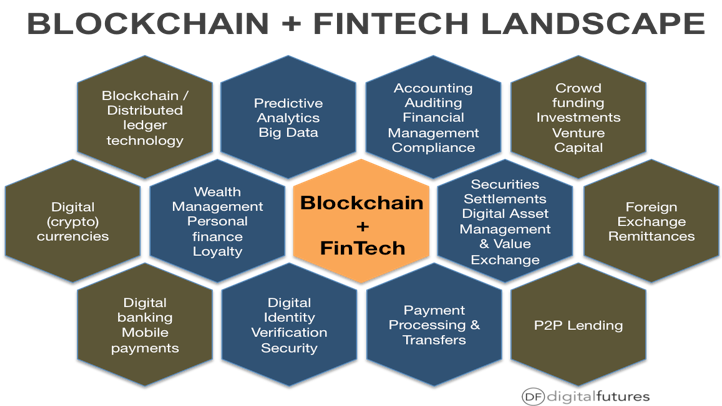 BLOCKCHAIN + FINTECH LANDSCAPE
Blockchain /
Distributed
ledger
technology
Predictive
Analytics
Big Data
Accounting
Auditing
Financial
Management
Compliance
Crowd
funding
Investments
Venture
Capital
Digital
(crypto)
currencies
Wealth
Management
Personal
finance
Loyalty
Blockchain
+
FinTech
Securities
Settlements
Digital Asset
Management
& Value
Exchange
Foreign
Exchange
Remittances
Digital
banking
Mobile
payments
Digital
Identity
Verification
Security
Payment
Processing &
Transfers
P2P Lending
DF digitalfutures